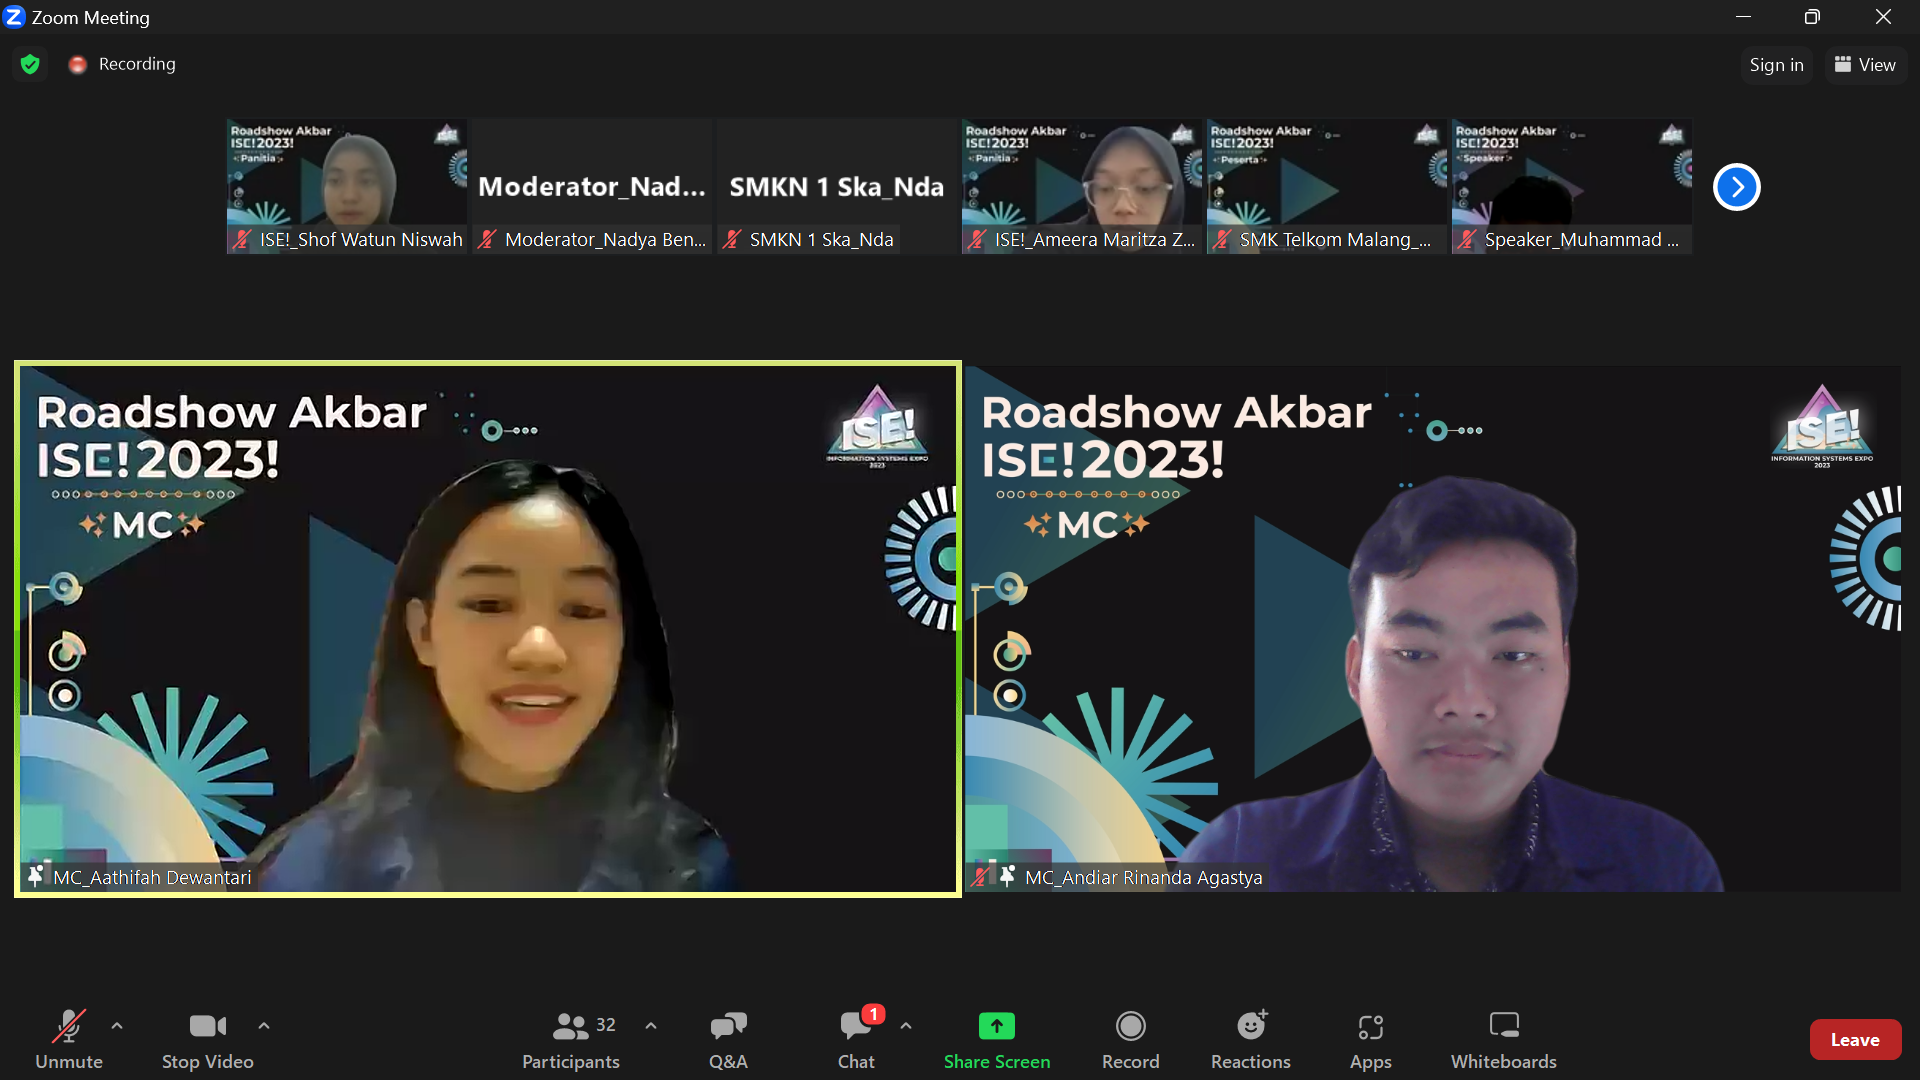 Zoom Meeting
Recording
Sign in
View
Roadshow Akbar
ISE!2023!
Panitia
ISE!
ISE!_Shof Watun Niswah
Moderator_Nad...
Moderator_Nadya Ben...
SMKN 1 Ska_Nda
SMKN 1 Ska_Nda
Roadshow Akbar
ISE!2023!
Panitia
ISE!
ISE!_Ameera Maritza Z...
Roadshow Akbar
ISE!2023!
Peserta
ISE!
SMK Telkom Malang_...
Roadshow Akbar
ISE!2023!
Speaker
ISE!
Speaker_Muhammad ...
Roadshow Akbar
ISE!2023!
MC
ISE!
INFORMATION SYSTEMS EXPO
2023
MC_Aathifah Dewantari
Roadshow Akbar
ISE!2023!
MC
ISE!
INFORMATION SYSTEMS EXPO
2023
MC_Andiar Rinanda Agastya
Unmute
Stop Video
32
Participants
Q&A
1
Chat
Share Screen
Record
Reactions
Apps
Whiteboards
Leave